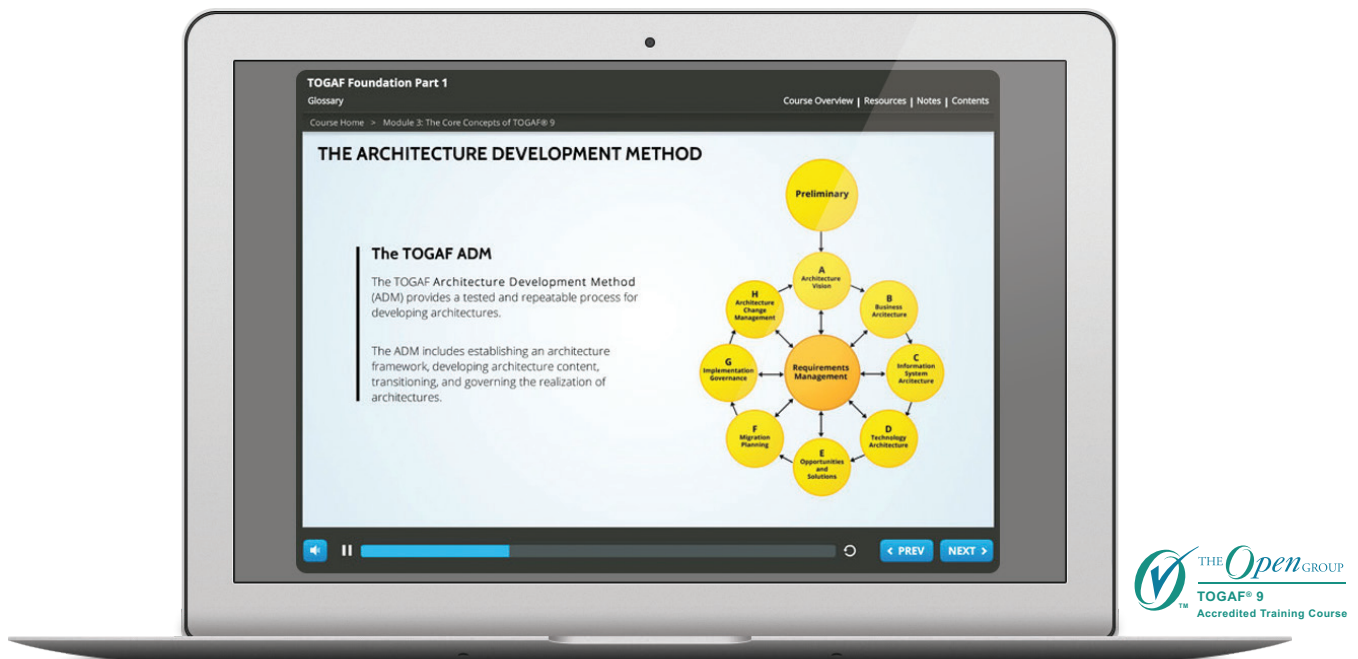 TOGAF Foundation Part 1
Glossary
Course Overview | Resources | Notes | Contents
Course Home > Module 3: The Core Concepts of TOGAF® 9
THE ARCHITECTURE DEVELOPMENT METHOD
The TOGAF ADM
The TOGAF Architecture Development Method
(ADM) provides a tested and repeatable process for
developing architectures.
The ADM includes establishing an architecture
framework, developing architecture content,
transitioning, and governing the realization of
architectures.
Preliminary
A
Architecture
Vision
B
Business
Arcitecture
C
Information
System
Arcitecture
D
Technology
Architecture
E
Opportunities
and
Solutions
F
Migration
Planning
G
Implementation
Governance
H
Architecture
Change
Management
Requirements
Management
< PREV
NEXT >
THE Open GROUP
TM
TOGAF® 9
Accredited Training Course